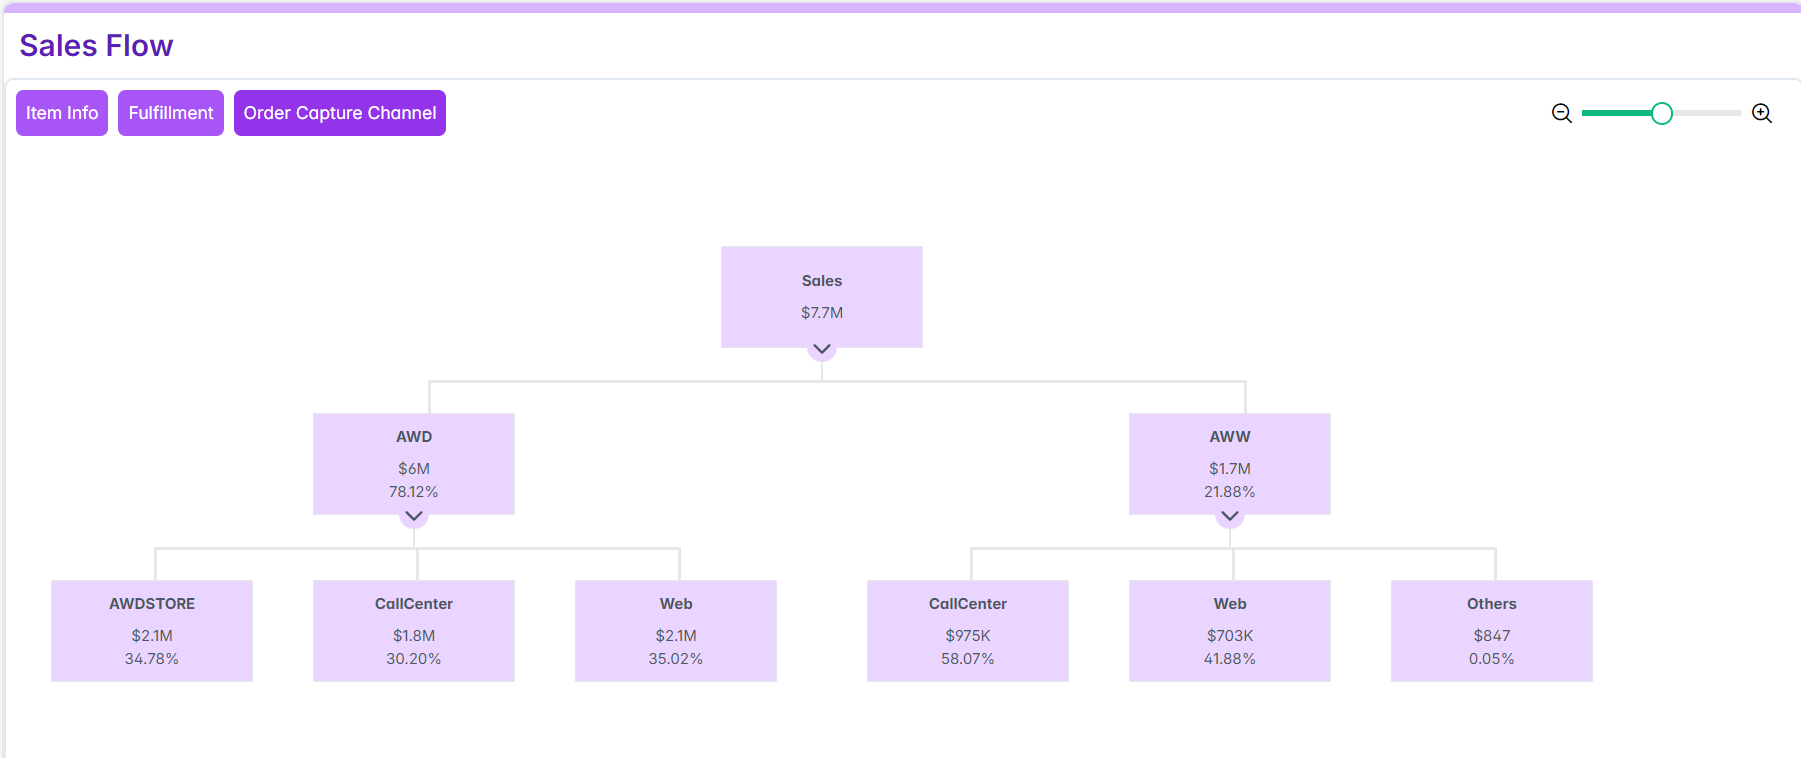 Sales Flow
Item Info
Fulfillment
Order Capture Channel
Sales
$7.7M
AWD
$6M
78.12%
AWW
$1.7M
21.88%
AWDSTORE
$2.1M
34.78%
CallCenter
$1.8M
30.20%
Web
$2.1M
35.02%
CallCenter
$975K
58.07%
Web
$703K
41.88%
Others
$847
0.05%